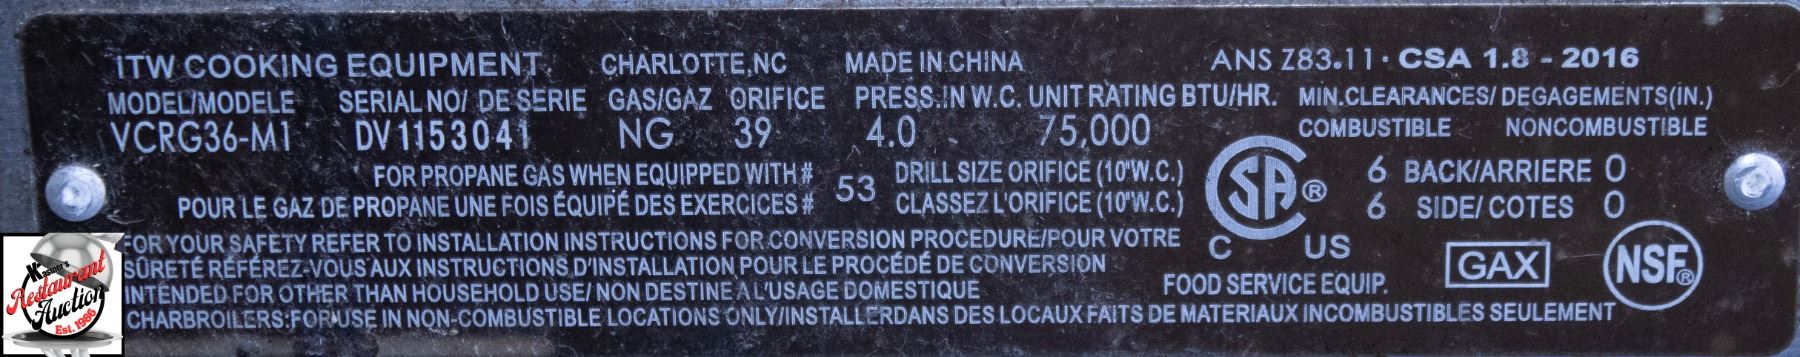 ITW COOKING EQUIPMENT CHARLOTTE, NC MADE IN CHINA ANS Z83.11 · CSA 1.8 - 2016
MODEL/MODELE SERIAL NO/ DE SERIE GAS/GAZ ORIFICE PRESS.IN W.C. UNIT RATING BTU/HR. MIN.CLEARANCES/ DEGAGEMENTS(IN.)
VCRG36-M1 DV1153041 NG 39 4.0 75,000 COMBUSTIBLE NONCOMBUSTIBLE
FOR PROPANE GAS WHEN EQUIPPED WITH # 53 DRILL SIZE ORIFICE (10"W.C.) 6 BACK/ARRIERE 0
POUR LE GAZ DE PROPANE UNE FOIS ÉQUIPÉ DES EXERCICES # CLASSEZ L'ORIFICE (10"W.C.) 6 SIDE/ COTES 0
SA ®
C US
FOR YOUR SAFETY REFER TO INSTALLATION INSTRUCTIONS FOR CONVERSION PROCEDURE/POUR VOTRE
SÛRETÉ RÉFÉREZ-VOUS AUX INSTRUCTIONS D'INSTALLATION POUR LE PROCÉDÉ DE CONVERSION
GAX NSF®
INTENDED FOR OTHER THAN HOUSEHOLD USE/ NON DESTINE A L'USAGE DOMESTIQUE FOOD SERVICE EQUIP.
CHARBROILERS:FOR USE IN NON-COMBUSTIBLE LOCATIONS ONLY/INSTALLERDANS DES LOCAUX FAITS DE MATERIAUX INCOMBUSTIBLES SEULEMENT
Kastner's
Restaurant
Auction
Est. 1986